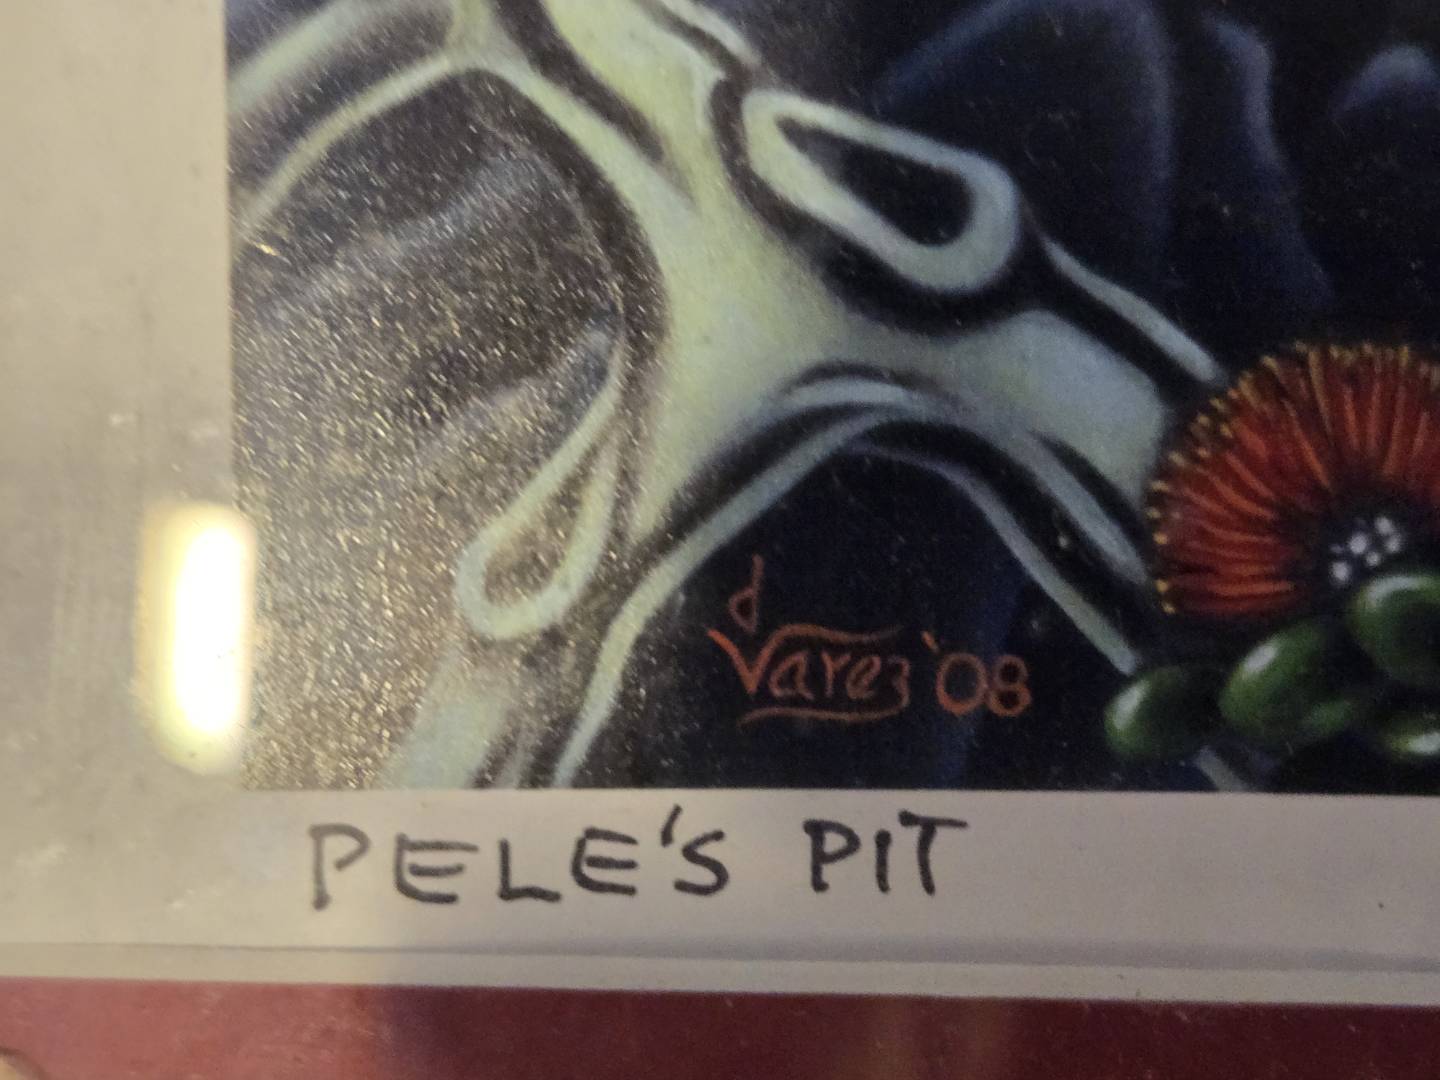 d
Varez '08
PELE'S PIT